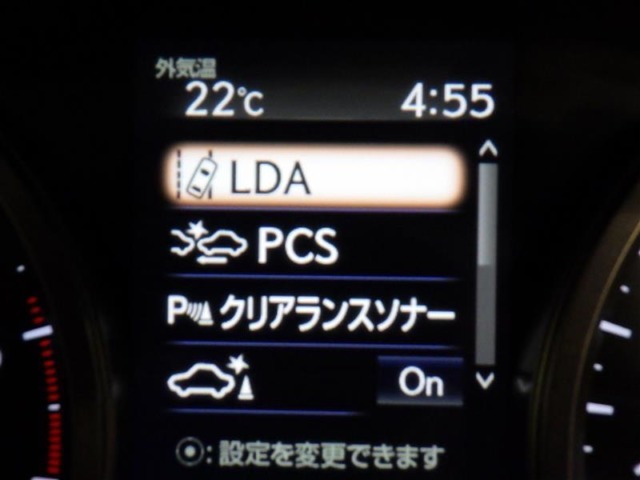 外気温
22℃ 4:55
LDA
PCS
P クリアランスソナー
On
:設定を変更できます